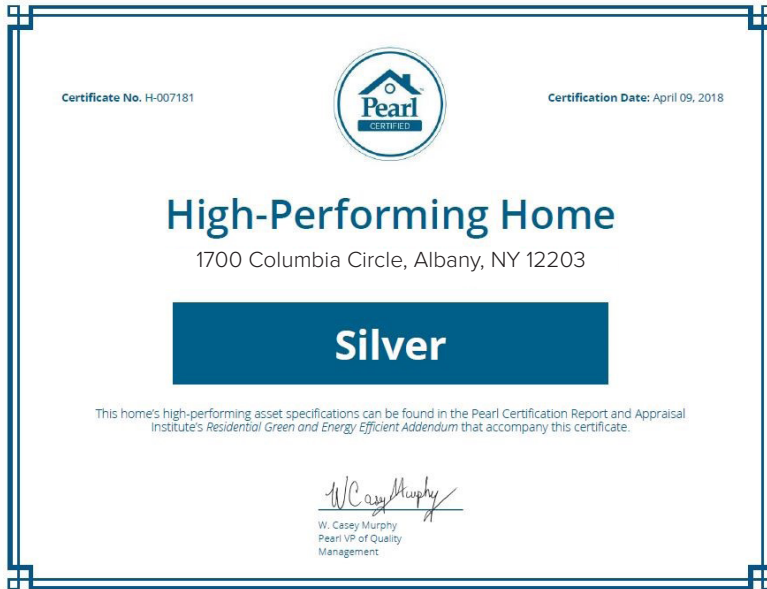 Certificate No. H-007181
Pearl
CERTIFIED
Certification Date: April 09, 2018
High-Performing Home
1700 Columbia Circle, Albany, NY 12203
Silver
This home's high-performing asset specifications can be found in the Pearl Certification Report and Appraisal
Institute's Residential Green and Energy Efficient Addendum that accompany this certificate.
W Casey Murphy
W. Casey Murphy
Pearl VP of Quality
Management